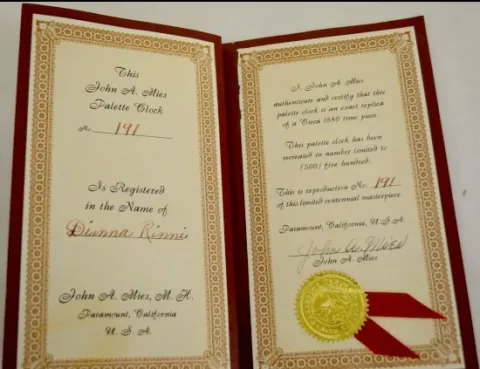 This
John A. Mies
Palette Clock
No. 191
Is Registered
in the Name of
Dianna Rinni
John A. Mies, M. K.
Paramount, California
U. S. A.
I, John A. Mies
authenticate and certify that this
palette clock is an exact replica
of a Circa 1880 time piece.
This palette clock has been
recreated in number limited to
(500) five hundred.
This is reproduction No. 191
of this limited centennial masterpiece.
Paramount, California, U. S. A.
John A. Mies
John A. Mies